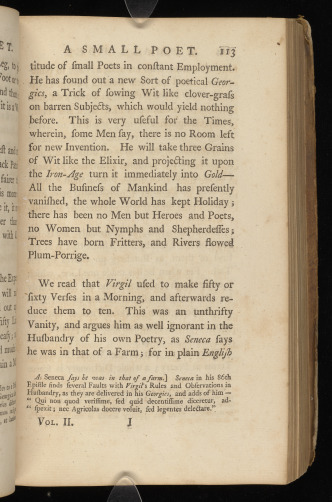 A SMALL POET. 113
titude of ſmall Poets in conſtant Employment.
He has found out a new Sort of poetical Geor-
gics, a Trick of ſowing Wit like clover-graſs
on barren Subjects, which would yield nothing
before. This is very uſeful for the Times,
wherein, ſome Men ſay, there is no Room left
for new Invention. He will take three Grains
of Wit like the Elixir, and projecting it upon
the Iron-Age turn it immediately into Gold—
All the Buſineſs of Mankind has preſently
vaniſhed, the whole World has kept Holiday;
there has been no Men but Heroes and Poets,
no Women but Nymphs and Shepherdeſſes;
Trees have born Fritters, and Rivers flowed
Plum-Porrige.
We read that Virgil uſed to make fifty or
ſixty Verſes in a Morning, and afterwards re-
duce them to ten. This was an unthrifty
Vanity, and argues him as well ignorant in the
Huſbandry of his own Poetry, as Seneca ſays
he was in that of a Farm; for in plain Engliſh
As Seneca ſays he was in that of a farm.] Seneca in his 86th
Epiſtle finds ſeveral Faults with Virgil's Rules and Obſervations in
Huſbandry, as they are delivered in his Georgics, and adds of him —
" Qui non quod veriſſime, ſed quid decentiſſime diceretur, ad-
" ſpexit; nec Agricolas docere voluit, ſed legentes delectare."
VOL. II. I